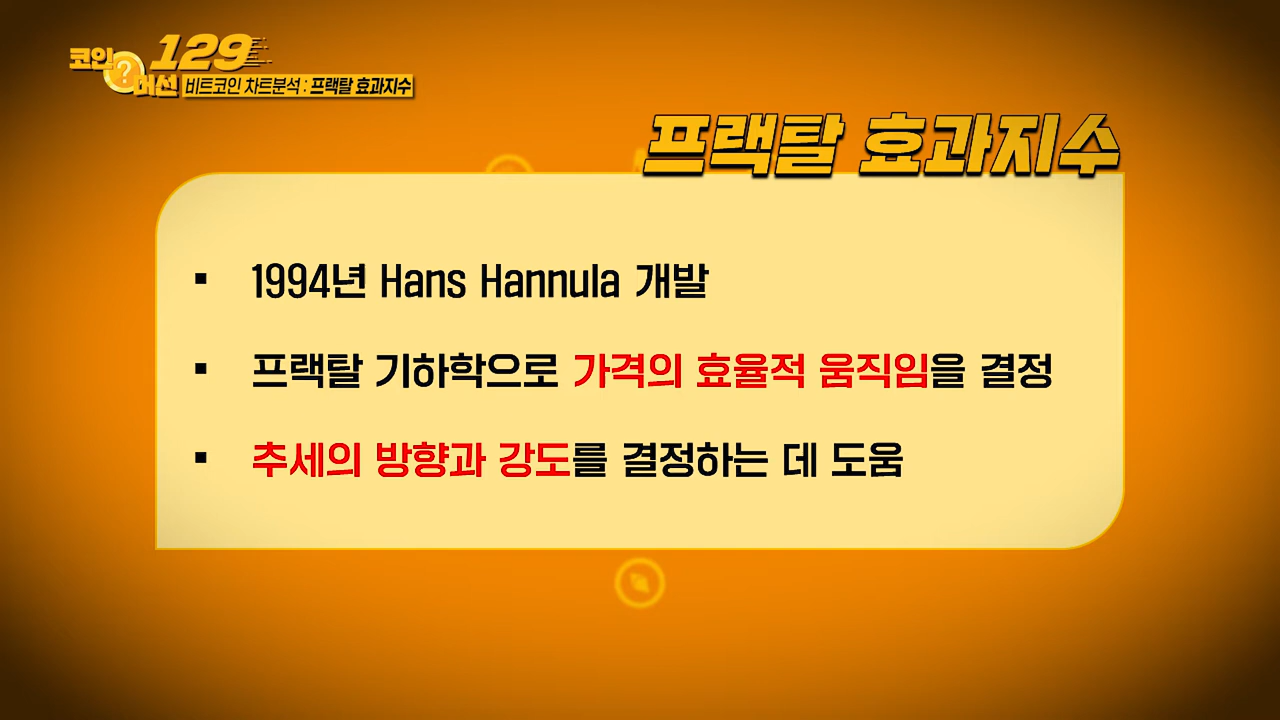 코인 129
?
머선 비트코인 차트분석 : 프랙탈 효과지수
프랙탈 효과지수
▪ 1994년 Hans Hannula 개발
▪ 프랙탈 기하학으로 가격의 효율적 움직임을 결정
▪ 추세의 방향과 강도를 결정하는 데 도움